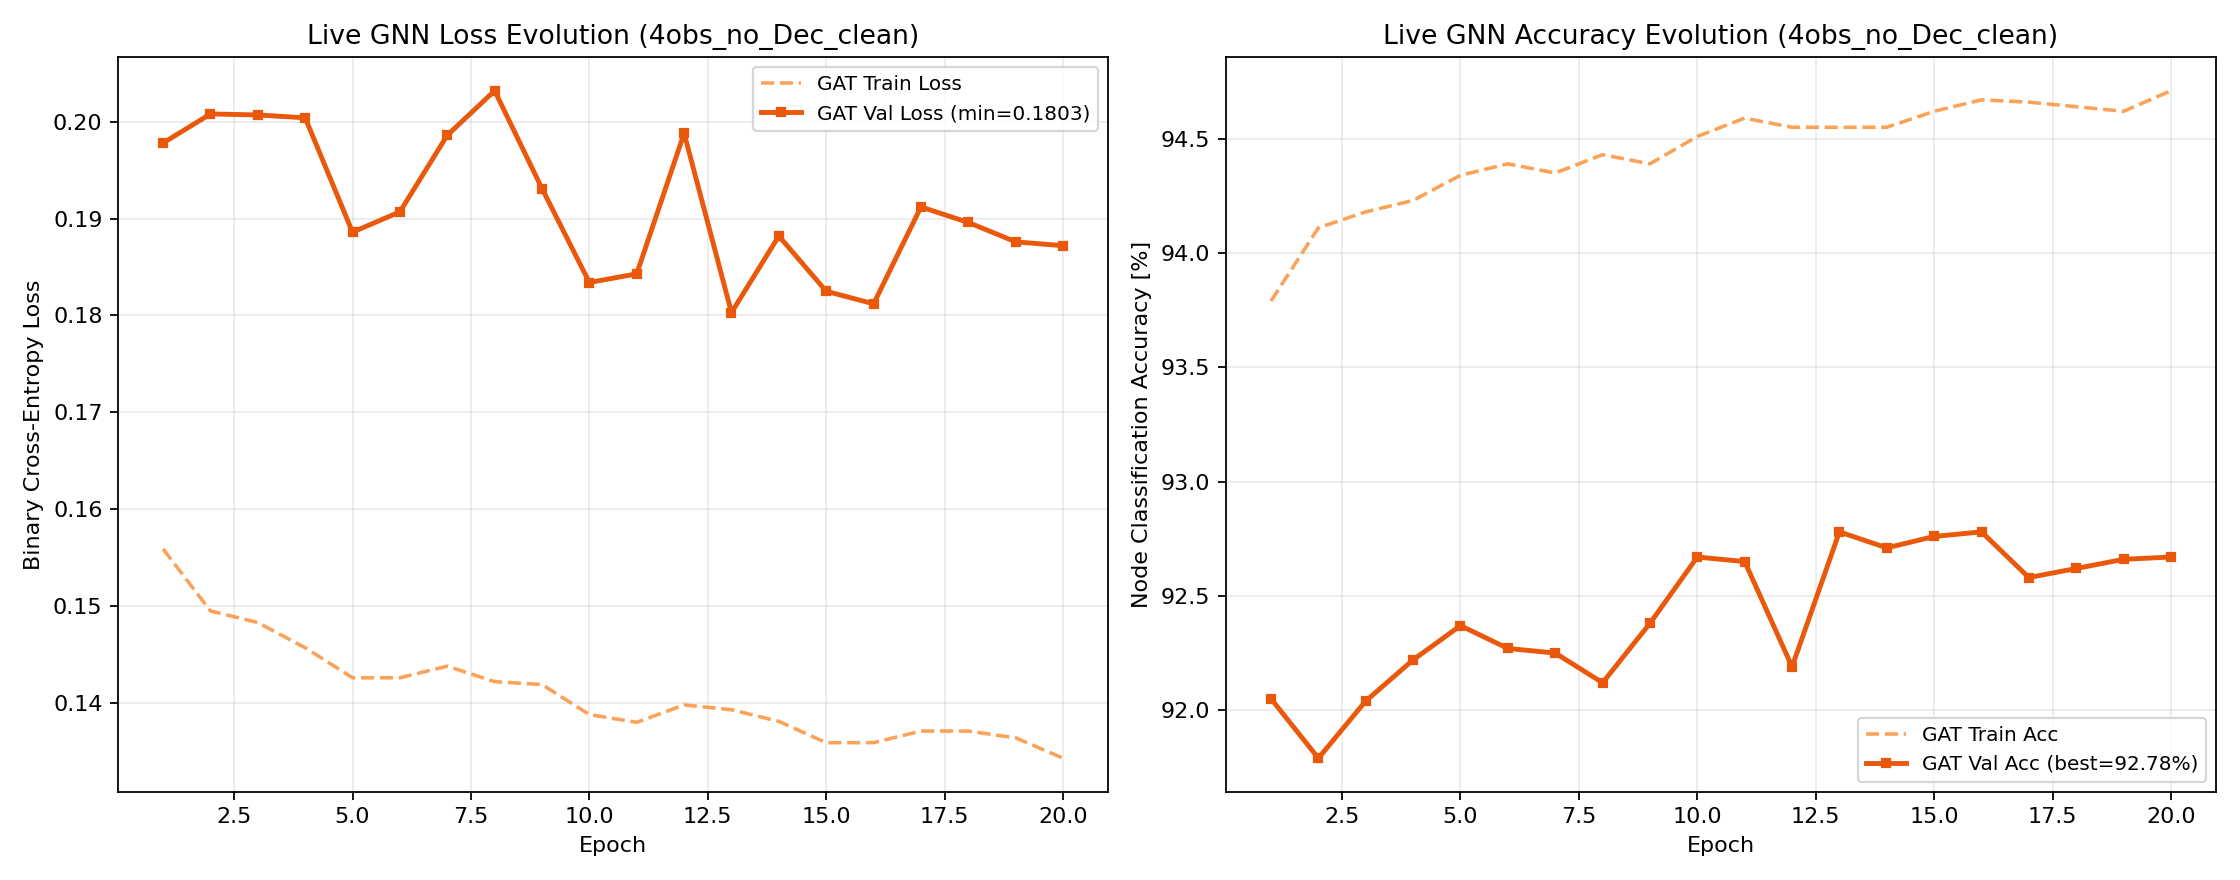 Live GNN Loss Evolution (4obs_no_Dec_clean)
GAT Train Loss
GAT Val Loss (min=0.1803)
Binary Cross-Entropy Loss
0.20
0.19
0.18
0.17
0.16
0.15
0.14
2.5 5.0 7.5 10.0 12.5 15.0 17.5 20.0
Epoch
Live GNN Accuracy Evolution (4obs_no_Dec_clean)
Node Classification Accuracy [%]
94.5
94.0
93.5
93.0
92.5
92.0
GAT Train Acc
GAT Val Acc (best=92.78%)
2.5 5.0 7.5 10.0 12.5 15.0 17.5 20.0
Epoch